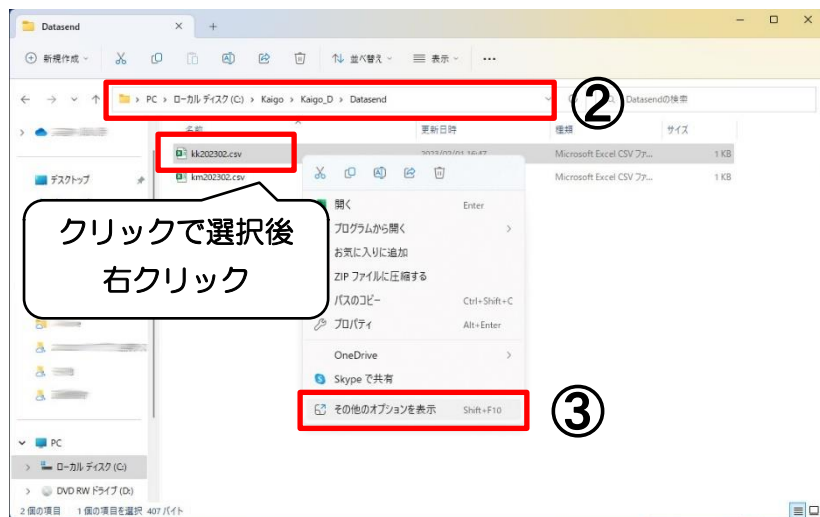 Datasend
新規作成
並べ替え
表示
PC > ローカル ディスク (C:) > Kaigo > Kaigo_D > Datasend
②
Datasendの検索
名前 更新日時 種類 サイズ
kk202302.csv 2023/02/01 16:47 Microsoft Excel CSV ファ... 1 KB
デスクトップ
km202302.csv Microsoft Excel CSV ファ... 1 KB
クリックで選択後
右クリック
開く Enter
プログラムから開く
お気に入りに追加
ZIP ファイルに圧縮する
パスのコピー Ctrl+Shift+C
プロパティ Alt+Enter
OneDrive
Skype で共有
その他のオプションを表示 Shift+F10
③
PC
ローカル ディスク (C:)
DVD RW ドライブ (D:)
2 個の項目 1 個の項目を選択 407 バイト